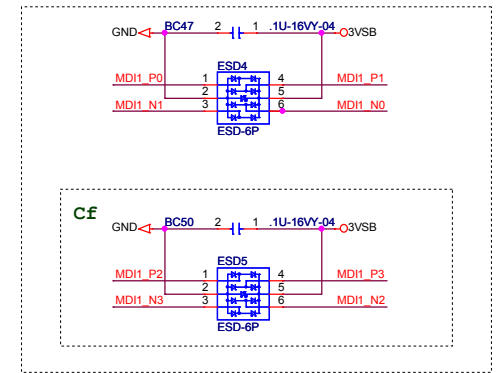 GND BC47 2 1 .1U-16VY-04 3VSB
ESD4
MDI1_P0 1 4 MDI1_P1
2 5
MDI1_N1 3 6 MDI1_N0
ESD-6P
Cf
GND BC50 2 1 .1U-16VY-04 3VSB
ESD5
MDI1_P2 1 4 MDI1_P3
2 5
MDI1_N3 3 6 MDI1_N2
ESD-6P